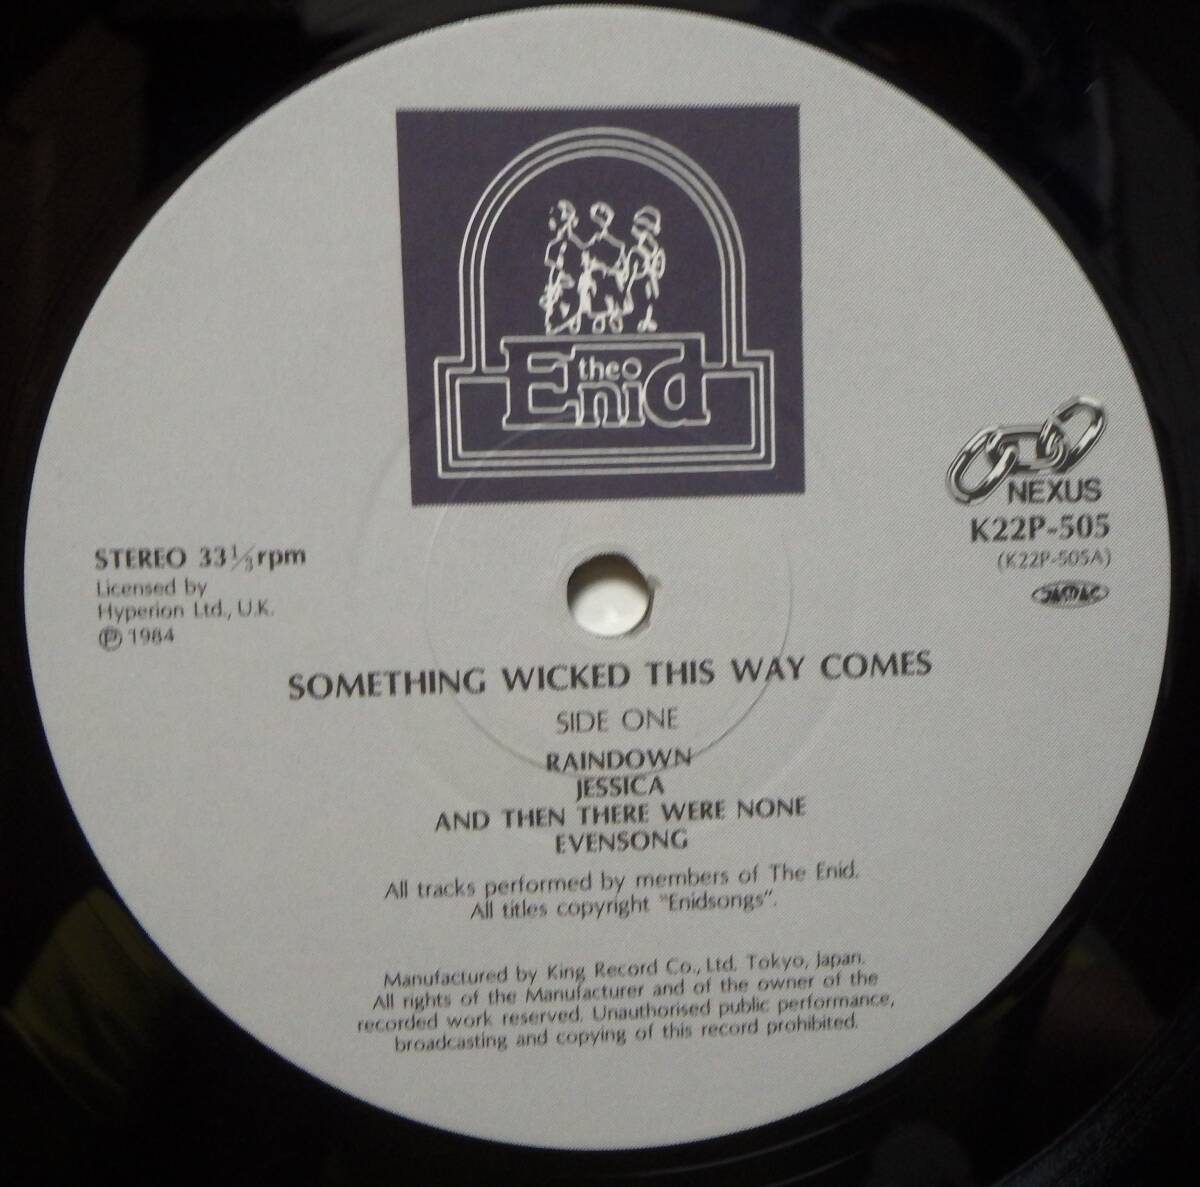 the
Enid
NEXUS
K22P-505
(K22P-505A)
JASRAC
STEREO 33⅓rpm
Licensed by
Hyperion Ltd., U.K.
Ⓟ 1984
SOMETHING WICKED THIS WAY COMES
SIDE ONE
RAINDOWN
JESSICA
AND THEN THERE WERE NONE
EVENSONG
All tracks performed by members of The Enid.
All titles copyright "Enidsongs".
Manufactured by King Record Co., Ltd. Tokyo, Japan.
All rights of the Manufacturer and of the owner of the
recorded work reserved. Unauthorised public performance,
broadcasting and copying of this record prohibited.